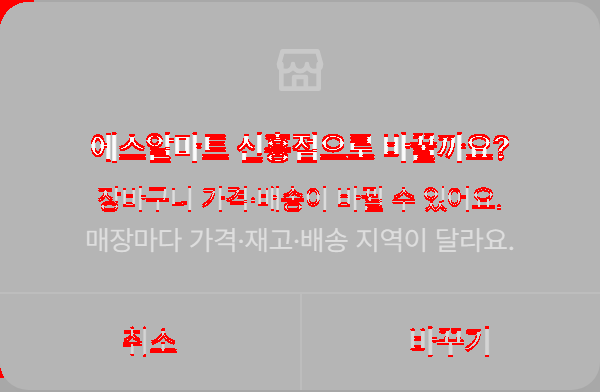 에스알마트 신흥점으로 바꿀까요?
장바구니 가격·배송이 바뀔 수 있어요.
매장마다 가격·재고·배송 지역이 달라요.
취소
바꾸기